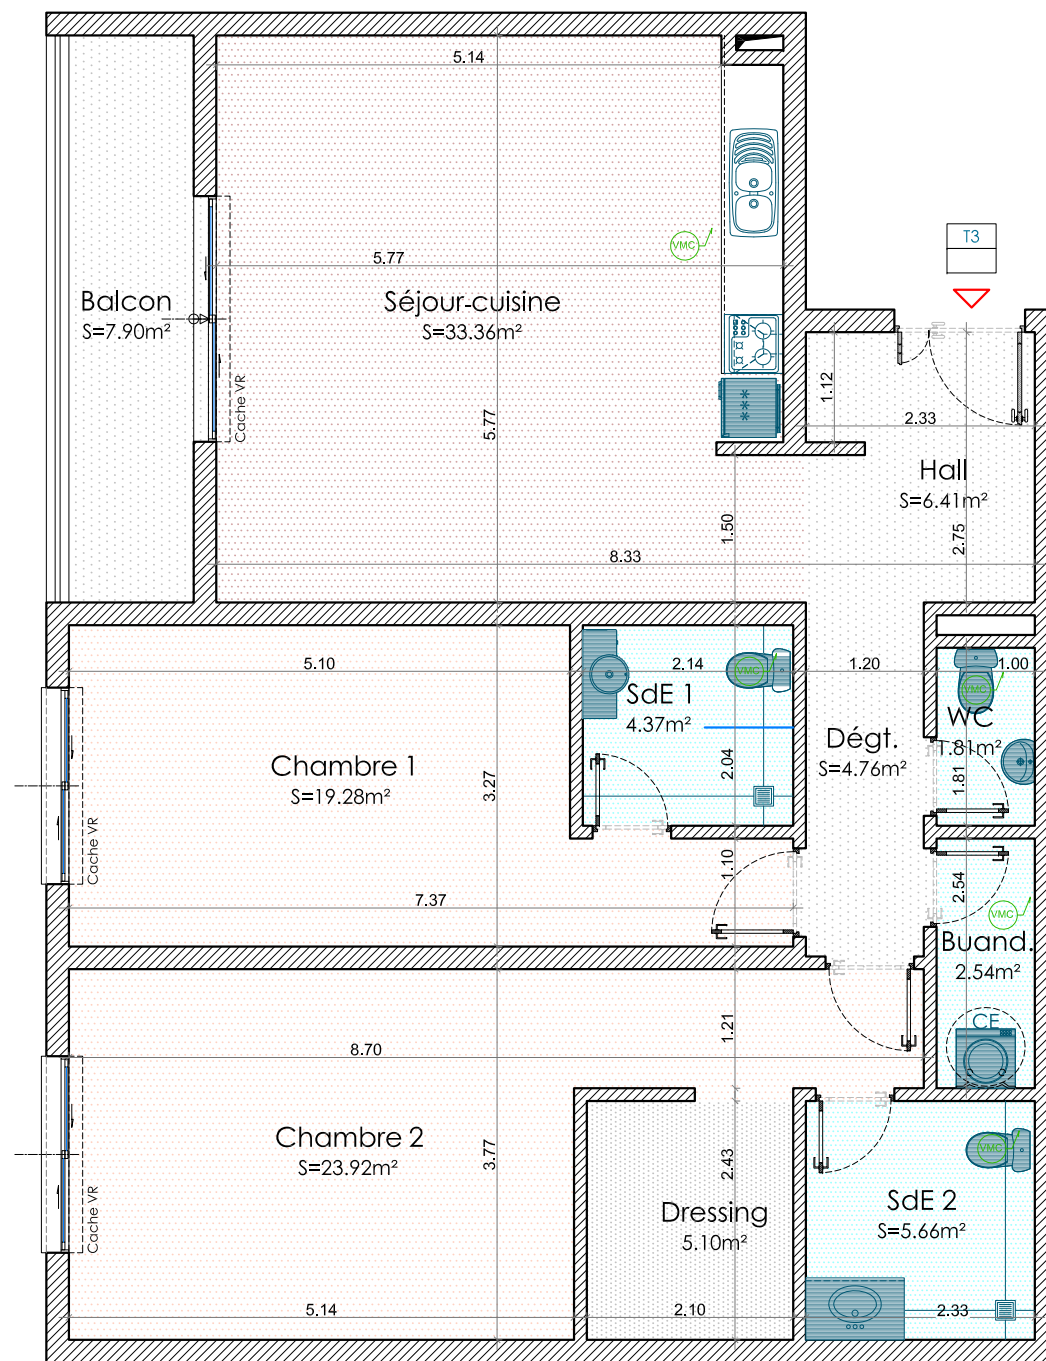 5.14
T3
VMC
5.77
Balcon
S=7.90m²
Séjour-cuisine
S=33.36m²
Cache VR
5.77
1.12
2.33
Hall
S=6.41m²
1.50
2.75
8.33
5.10
2.14
1.20
1.00
VMC
VMC
SdE 1
4.37m²
WC
1.81m²
Dégt.
S=4.76m²
Chambre 1
S=19.28m²
3.27
2.04
1.81
Cache VR
1.10
2.54
7.37
VMC
Buand.
2.54m²
CE
1.21
8.70
Chambre 2
S=23.92m²
3.77
2.43
VMC
Cache VR
Dressing
5.10m²
SdE 2
S=5.66m²
5.14
2.10
2.33